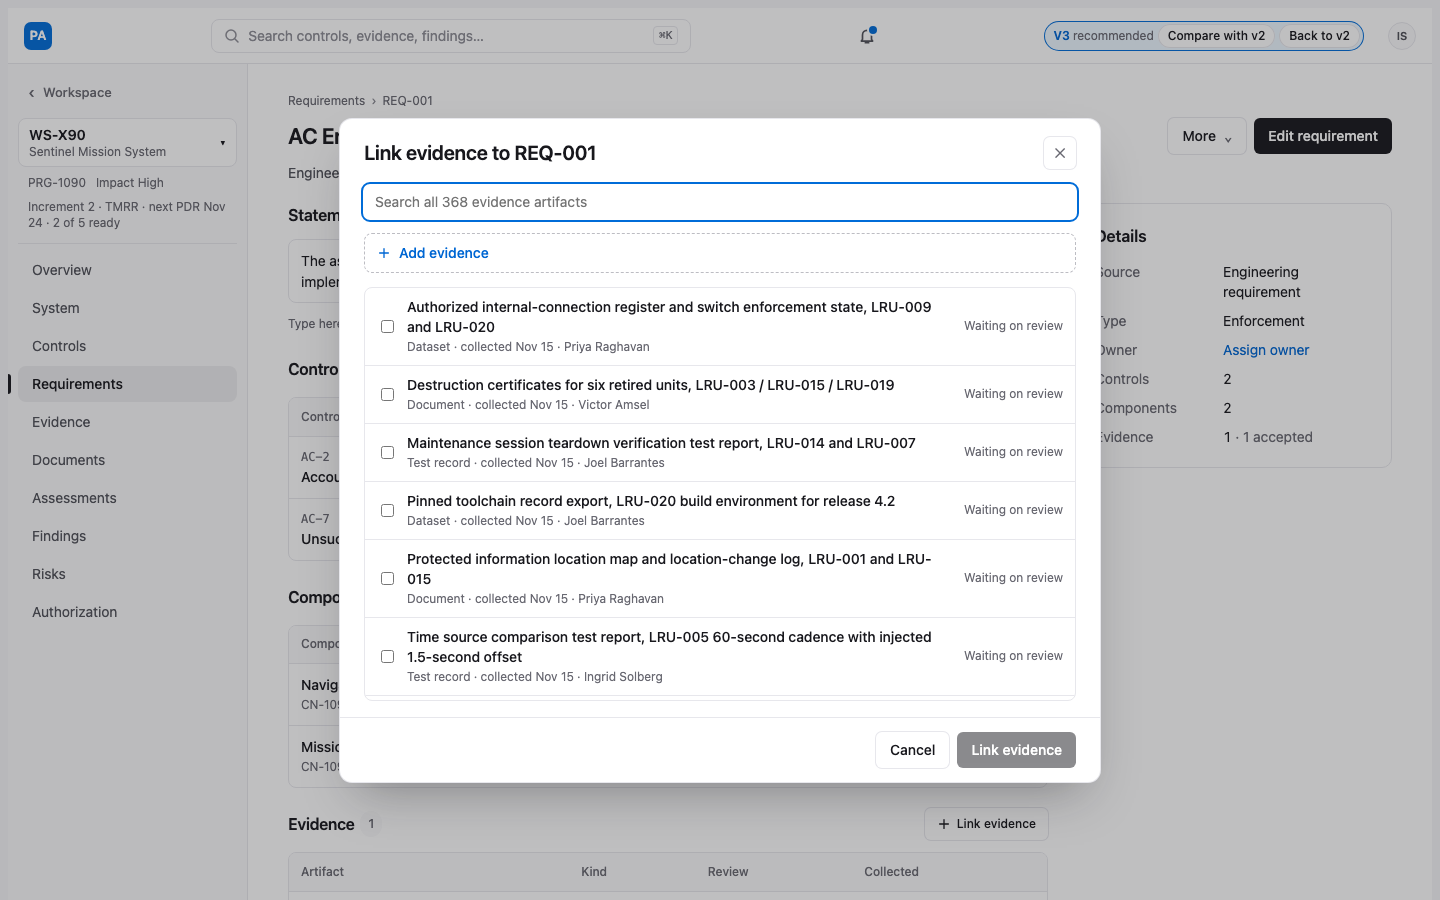 PA
Search controls, evidence, findings...
⌘K
V3 recommended
Compare with v2
Back to v2
IS
Workspace
WS-X90
Sentinel Mission System
PRG-1090 Impact High
Increment 2 · TMRR · next PDR Nov
24 · 2 of 5 ready
Overview
System
Controls
Requirements
Evidence
Documents
Assessments
Findings
Risks
Authorization
Requirements › REQ-001
AC
More
Edit requirement
The
AC-2
AC-7
Evidence 1
Link evidence
Artifact
Kind
Review
Collected
Details
Source
Engineering
requirement
Type
Enforcement
Owner
Assign owner
Controls
2
Components
2
Evidence
1 · 1 accepted
Link evidence to REQ-001
Search all 368 evidence artifacts
Add evidence
Authorized internal-connection register and switch enforcement state, LRU-009
and LRU-020
Dataset · collected Nov 15 · Priya Raghavan
Waiting on review
Destruction certificates for six retired units, LRU-003 / LRU-015 / LRU-019
Document · collected Nov 15 · Victor Amsel
Waiting on review
Maintenance session teardown verification test report, LRU-014 and LRU-007
Test record · collected Nov 15 · Joel Barrantes
Waiting on review
Pinned toolchain record export, LRU-020 build environment for release 4.2
Dataset · collected Nov 15 · Joel Barrantes
Waiting on review
Protected information location map and location-change log, LRU-001 and LRU-
015
Document · collected Nov 15 · Priya Raghavan
Waiting on review
Time source comparison test report, LRU-005 60-second cadence with injected
1.5-second offset
Test record · collected Nov 15 · Ingrid Solberg
Waiting on review
Cancel
Link evidence